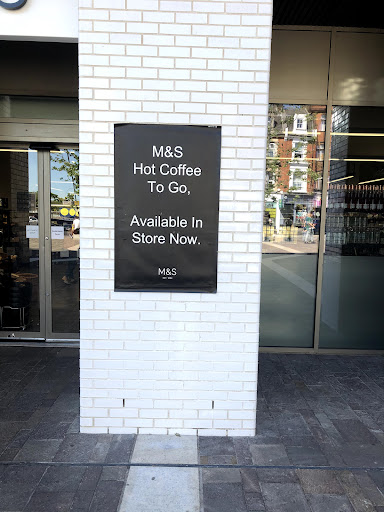 M&S
Hot Coffee
To Go,
Available In
Store Now.
M&S